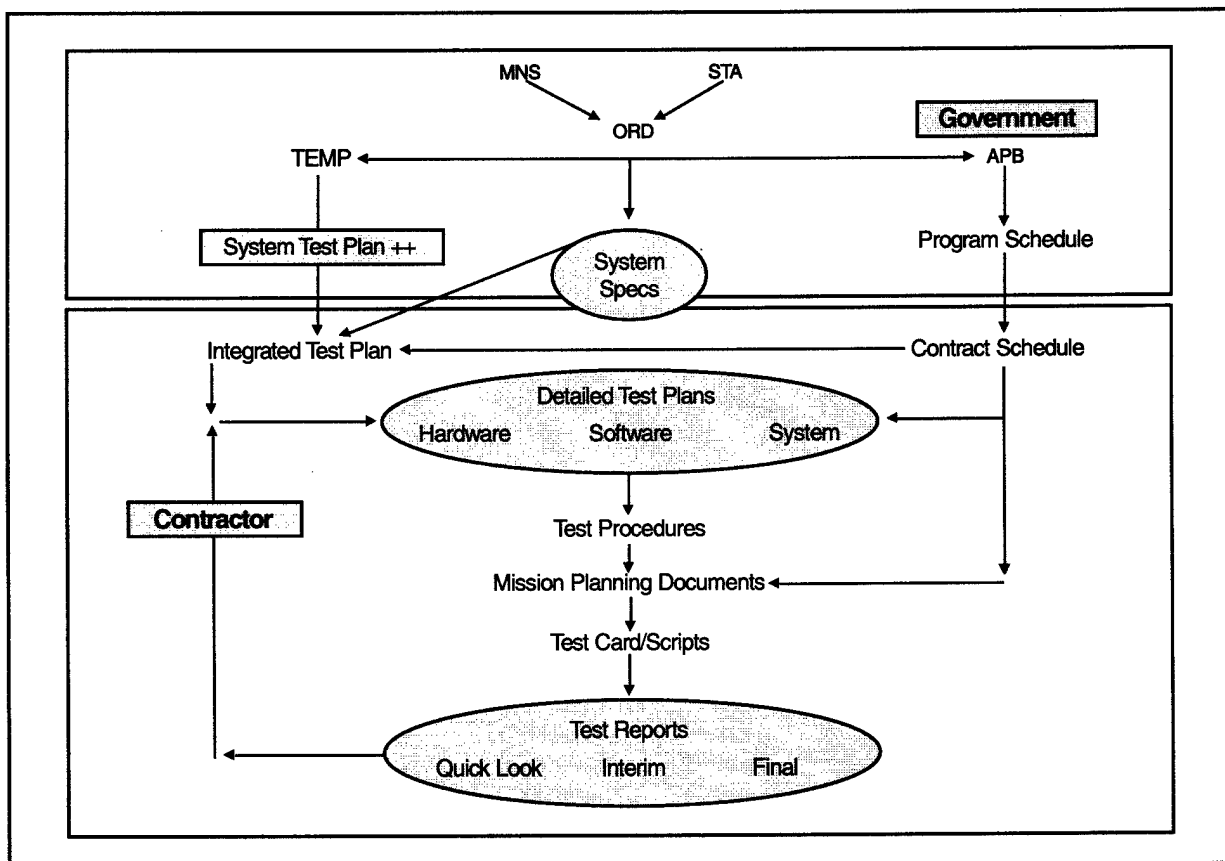 MNS STA
ORD
Government
TEMP APB
System Test Plan ++
Program Schedule
System
Specs
Integrated Test Plan Contract Schedule
Detailed Test Plans
Hardware Software System
Contractor
Test Procedures
Mission Planning Documents
Test Card/Scripts
Test Reports
Quick Look Interim Final